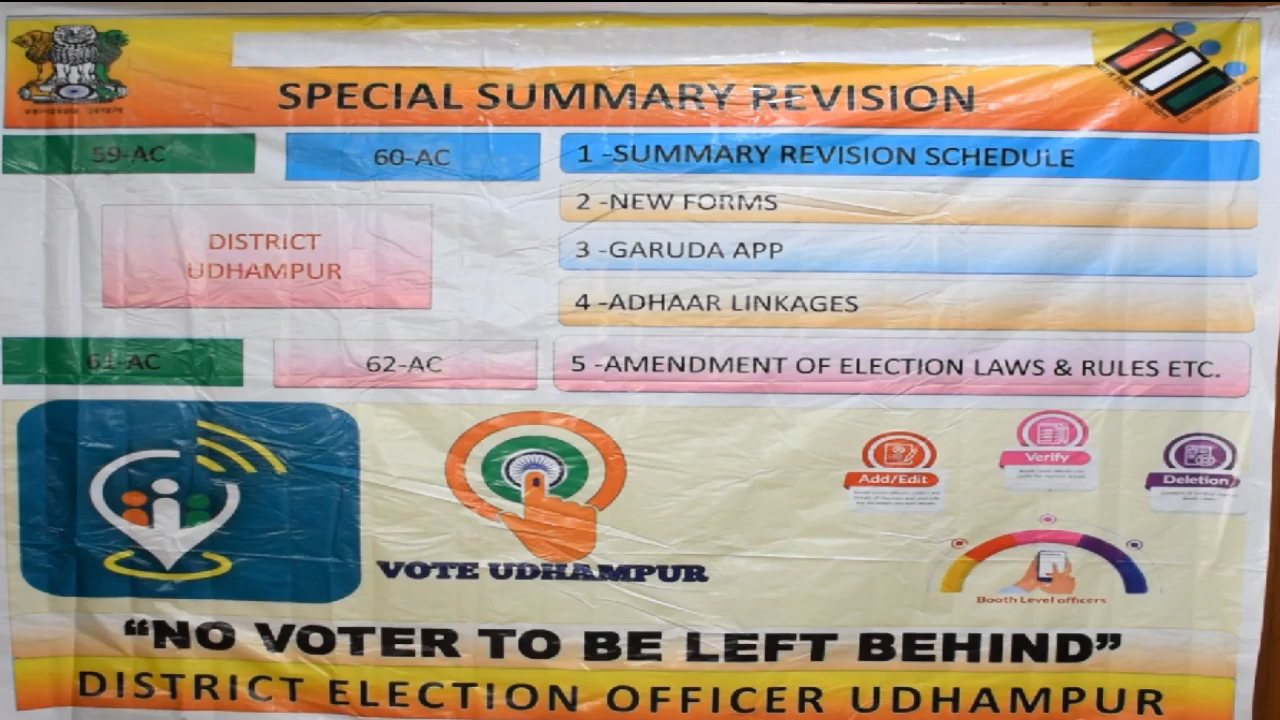 SPECIAL SUMMARY REVISION
59-AC
60-AC
1 -SUMMARY REVISION SCHEDULE
2 -NEW FORMS
DISTRICT
UDHAMPUR
3 -GARUDA APP
4 -ADHAAR LINKAGES
61-AC
62-AC
5 -AMENDMENT OF ELECTION LAWS & RULES ETC.
Add/Edit
Verify
Deletion
VOTE UDHAMPUR
Booth Level officers
“NO VOTER TO BE LEFT BEHIND”
DISTRICT ELECTION OFFICER UDHAMPUR